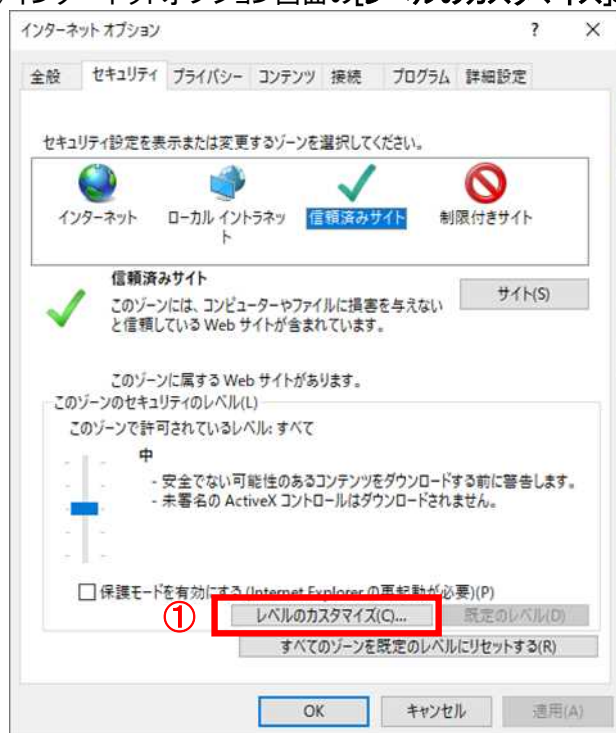 インターネット オプション
? ×
全般 セキュリティ プライバシー コンテンツ 接続 プログラム 詳細設定
セキュリティ設定を表示または変更するゾーンを選択してください。
インターネット ローカル イントラネッ 信頼済みサイト 制限付きサイト
ト
信頼済みサイト
このゾーンには、コンピューターやファイルに損害を与えない
と信頼している Web サイトが含まれています。
サイト(S)
このゾーンに属する Web サイトがあります。
このゾーンのセキュリティのレベル(L)
このゾーンで許可されているレベル: すべて
中
- 安全でない可能性のあるコンテンツをダウンロードする前に警告します。
- 未署名の ActiveX コントロールはダウンロードされません。
保護モードを有効にする (Internet Explorer の再起動が必要)(P)
① レベルのカスタマイズ(C)... 既定のレベル(D)
すべてのゾーンを既定のレベルにリセットする(R)
OK キャンセル 適用(A)